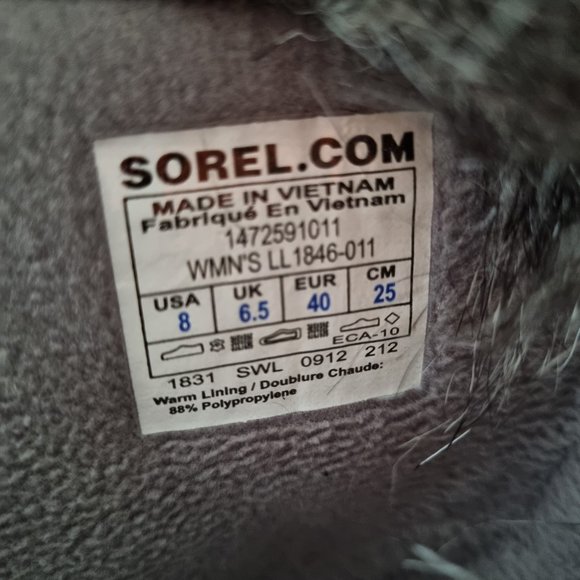 SOREL.COM
MADE IN VIETNAM
Fabriqué En Vietnam
1472591011
WMN'S LL1846-011
USA UK EUR CM
8 6.5 40 25
ECA-10
1831 SWL 0912 212
Warm Lining / Doublure Chaude:
88% Polypropylene